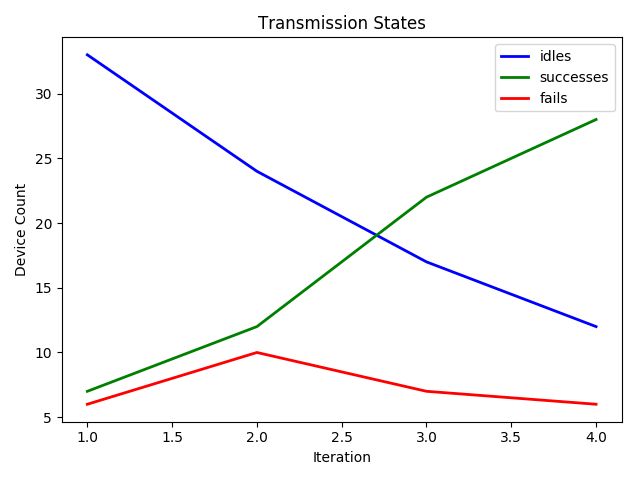 Transmission States
idles
successes
fails
Device Count
30
25
20
15
10
5
1.0 1.5 2.0 2.5 3.0 3.5 4.0
Iteration